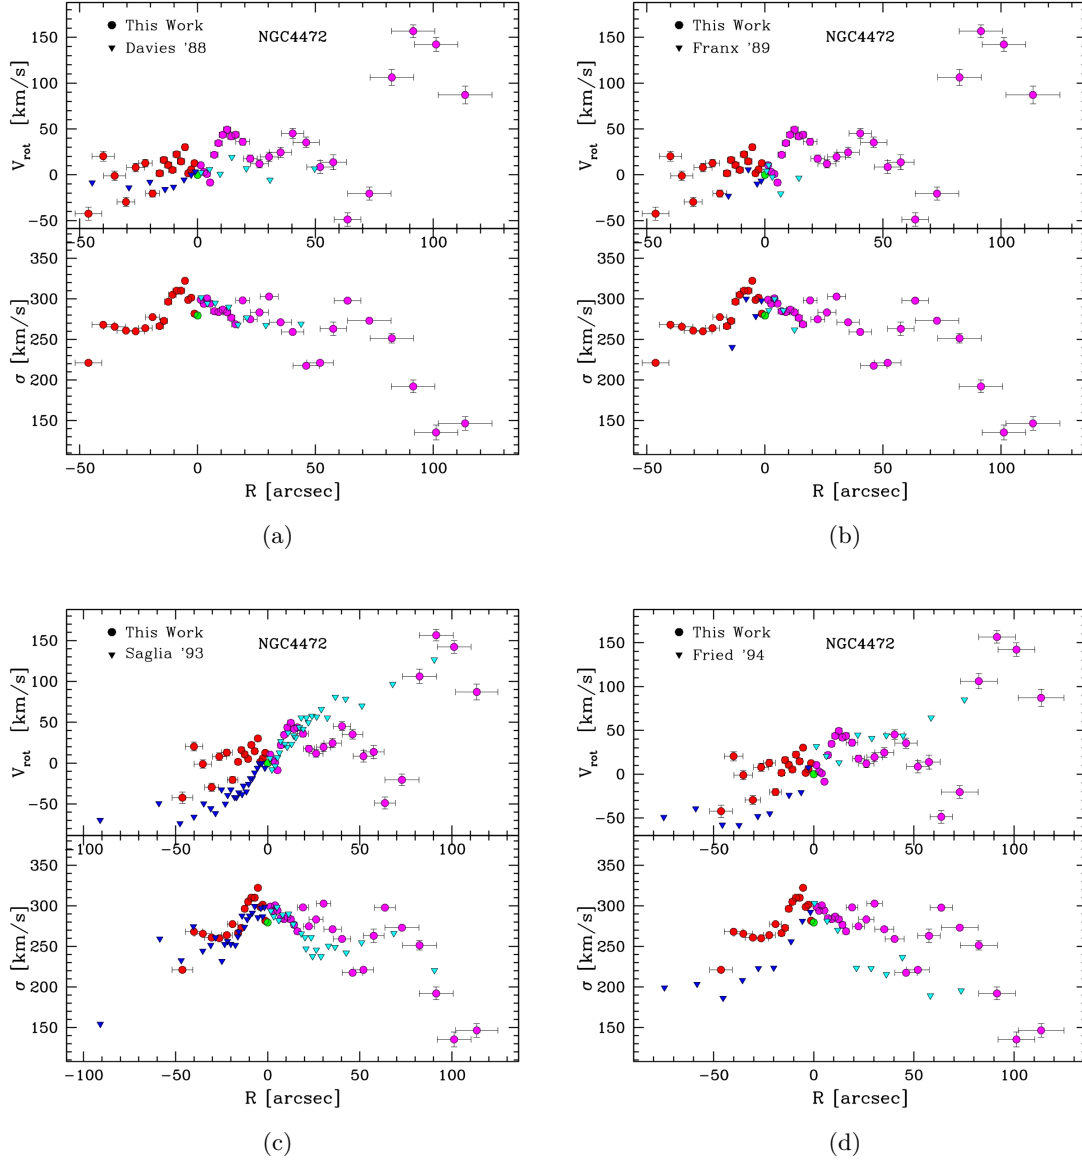 This Work
Davies '88
NGC4472
150
100
50
0
−50
V_rot [km/s]
−50 0 50 100
350
300
250
200
150
σ [km/s]
−50 0 50 100
R [arcsec]
(a)
This Work
Franx '89
NGC4472
150
100
50
0
−50
V_rot [km/s]
−50 0 50 100
350
300
250
200
150
σ [km/s]
−50 0 50 100
R [arcsec]
(b)
This Work
Saglia '93
NGC4472
150
100
50
0
−50
V_rot [km/s]
−100 −50 0 50 100
350
300
250
200
150
σ [km/s]
−100 −50 0 50 100
R [arcsec]
(c)
This Work
Fried '94
NGC4472
150
100
50
0
−50
V_rot [km/s]
−50 0 50 100
350
300
250
200
150
σ [km/s]
−50 0 50 100
R [arcsec]
(d)